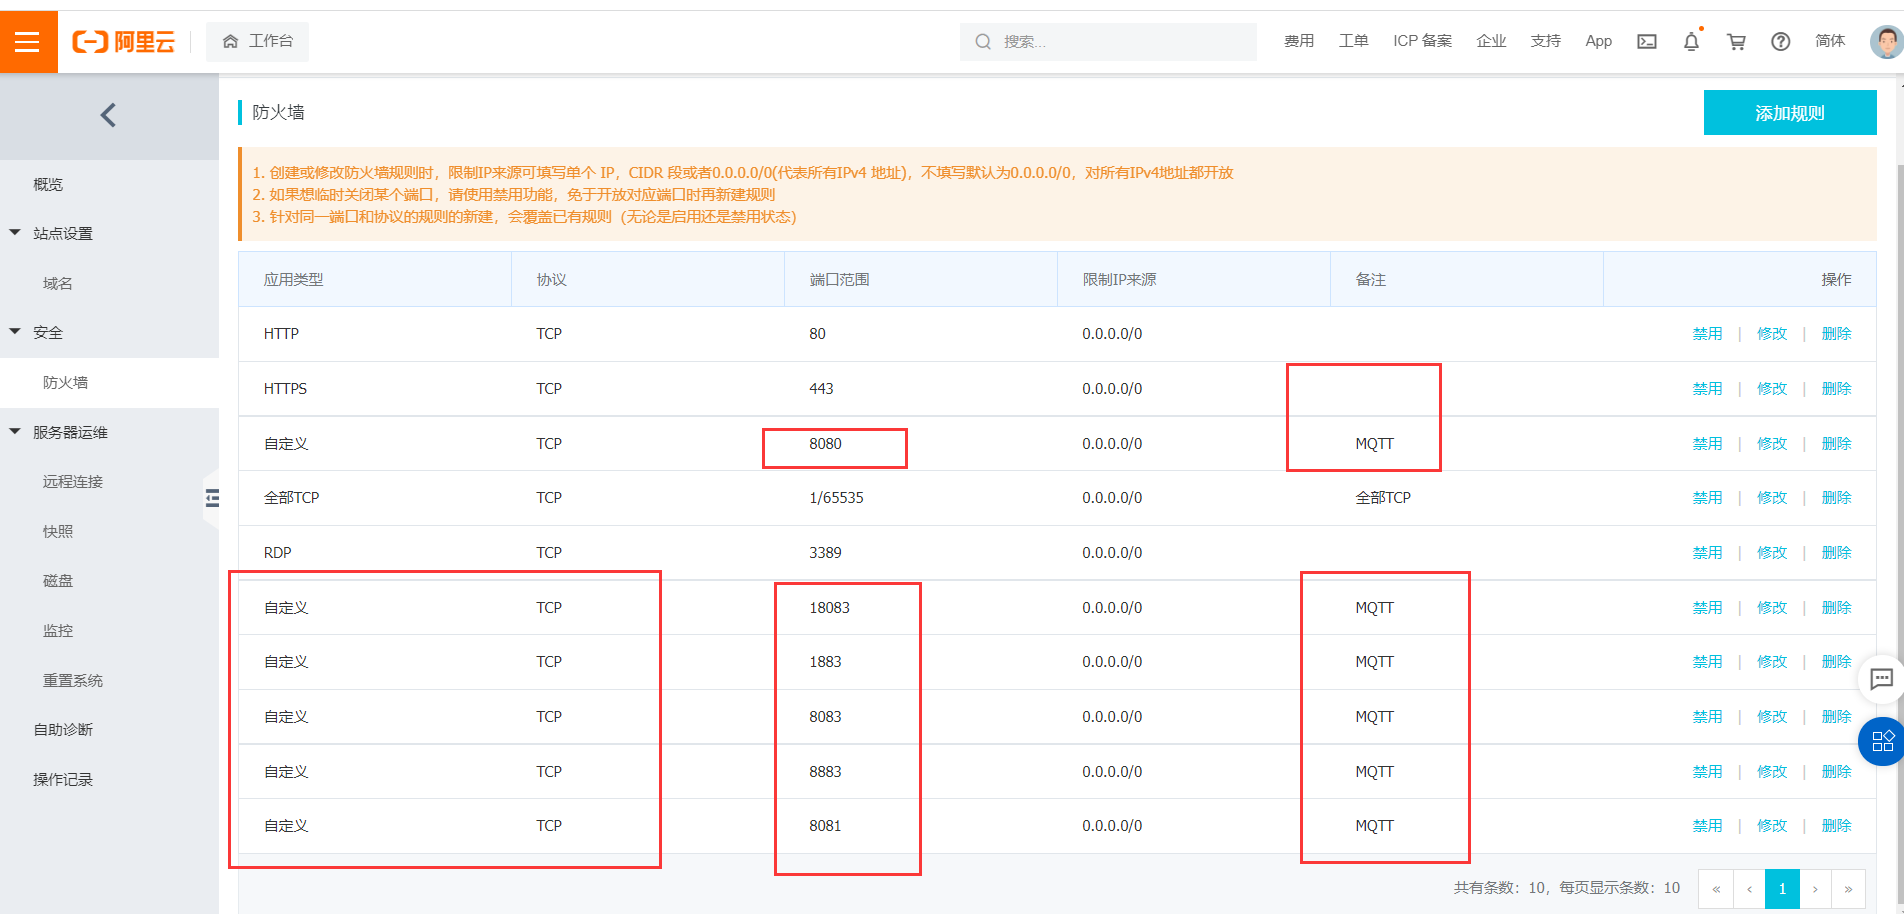 阿里云
工作台
搜索...
费用
工单
ICP 备案
企业
支持
App
简体
概览
站点设置
域名
安全
防火墙
服务器运维
远程连接
快照
磁盘
监控
重置系统
自助诊断
操作记录
防火墙
添加规则
1. 创建或修改防火墙规则时，限制IP来源可填写单个 IP，CIDR 段或者0.0.0.0/0(代表所有IPv4 地址)，不填写默认为0.0.0.0/0，对所有IPv4地址都开放
2. 如果想临时关闭某个端口，请使用禁用功能，免于开放对应端口时再新建规则
3. 针对同一端口和协议的规则的新建，会覆盖已有规则（无论是启用还是禁用状态）
应用类型 协议 端口范围 限制IP来源 备注 操作
HTTP TCP 80 0.0.0.0/0 禁用 | 修改 | 删除
HTTPS TCP 443 0.0.0.0/0 禁用 | 修改 | 删除
自定义 TCP 8080 0.0.0.0/0 MQTT 禁用 | 修改 | 删除
全部TCP TCP 1/65535 0.0.0.0/0 全部TCP 禁用 | 修改 | 删除
RDP TCP 3389 0.0.0.0/0 禁用 | 修改 | 删除
自定义 TCP 18083 0.0.0.0/0 MQTT 禁用 | 修改 | 删除
自定义 TCP 1883 0.0.0.0/0 MQTT 禁用 | 修改 | 删除
自定义 TCP 8083 0.0.0.0/0 MQTT 禁用 | 修改 | 删除
自定义 TCP 8883 0.0.0.0/0 MQTT 禁用 | 修改 | 删除
自定义 TCP 8081 0.0.0.0/0 MQTT 禁用 | 修改 | 删除
共有条数：10，每页显示条数：10 « ‹ 1 › »